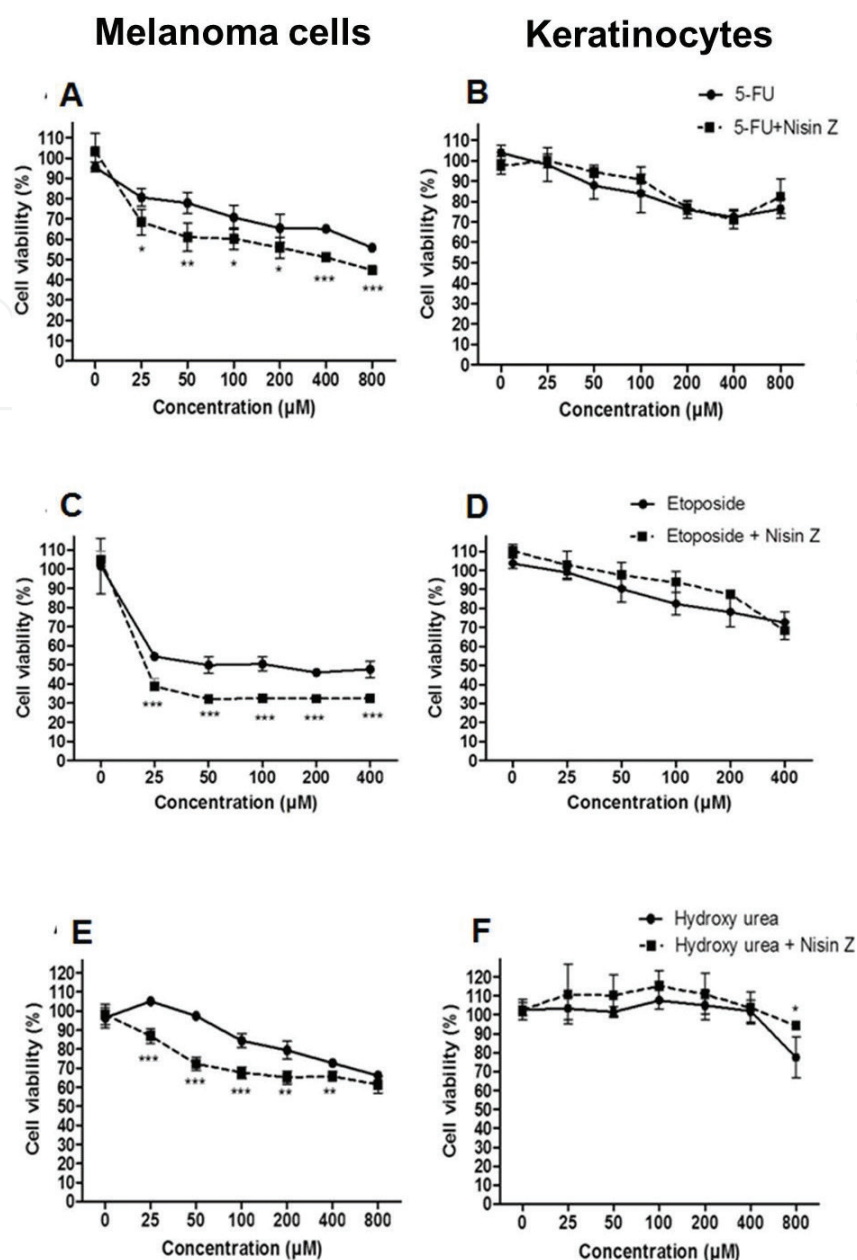 Melanoma cells
Keratinocytes
A
Cell viability (%)
110
100
90
80
70
60
50
40
30
20
10
0
* ** * * *** ***
0 25 50 100 200 400 800
Concentration (µM)
B
5-FU
5-FU+Nisin Z
Cell viability (%)
110
100
90
80
70
60
50
40
30
20
10
0
0 25 50 100 200 400 800
Concentration (µM)
C
Cell viability (%)
110
100
90
80
70
60
50
40
30
20
10
0
*** *** *** *** ***
0 25 50 100 200 400
Concentration (µM)
D
Etoposide
Etoposide + Nisin Z
Cell viability (%)
110
100
90
80
70
60
50
40
30
20
10
0
0 25 50 100 200 400
Concentration (µM)
E
Cell viability (%)
120
110
100
90
80
70
60
50
40
30
20
10
0
*** *** *** ** **
0 25 50 100 200 400 800
Concentration (µM)
F
Hydroxy urea
Hydroxy urea + Nisin Z
Cell viability (%)
120
110
100
90
80
70
60
50
40
30
20
10
0
*
0 25 50 100 200 400 800
Concentration (µM)